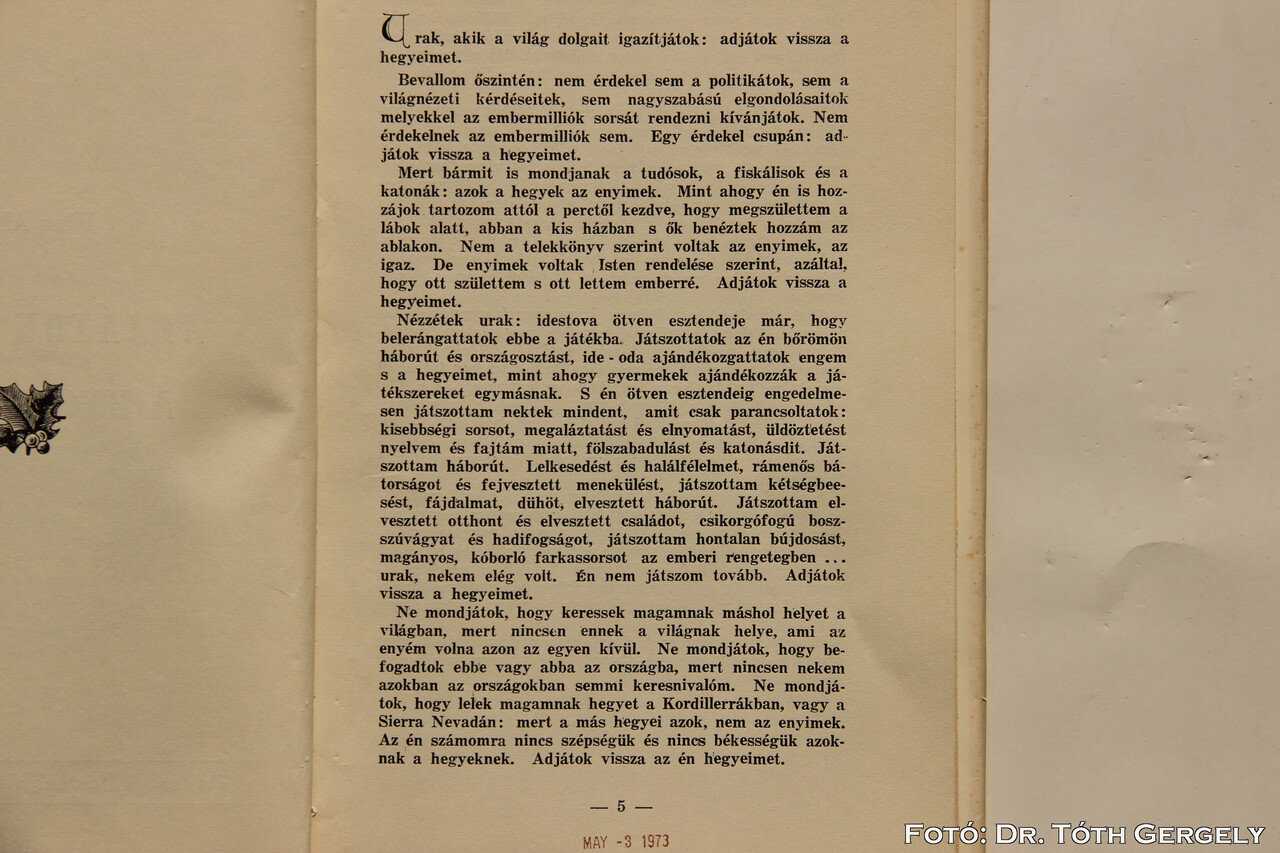 Urak, akik a világ dolgait igazítjátok: adjátok vissza a
hegyeimet.
Bevallom őszintén: nem érdekel sem a politikátok, sem a
világnézeti kérdéseitek, sem nagyszabású elgondolásaitok
melyekkel az embermilliók sorsát rendezni kívánjátok. Nem
érdekelnek az embermilliók sem. Egy érdekel csupán: ad-
játok vissza a hegyeimet.
Mert bármit is mondjanak a tudósok, a fiskálisok és a
katonák: azok a hegyek az enyimek. Mint ahogy én is hoz-
zájok tartozom attól a perctől kezdve, hogy megszülettem a
lábok alatt, abban a kis házban s ők benéztek hozzám az
ablakon. Nem a telekkönyv szerint voltak az enyimek, az
igaz. De enyimek voltak Isten rendelése szerint, azáltal,
hogy ott születtem s ott lettem emberré. Adjátok vissza a
hegyeimet.
Nézzétek urak: idestova ötven esztendeje már, hogy
belerángattatok ebbe a játékba. Játszottatok az én bőrömön
háborút és országosztást, ide - oda ajándékozgattatok engem
s a hegyeimet, mint ahogy gyermekek ajándékozzák a já-
tékszereket egymásnak. S én ötven esztendeig engedelme-
sen játszottam nektek mindent, amit csak parancsoltatok:
kisebbségi sorsot, megaláztatást és elnyomatást, üldöztetést
nyelvem és fajtám miatt, fölszabadulást és katonásdit. Ját-
szottam háborút. Lelkesedést és halálfélelmet, rámenős bá-
torságot és fejvesztett menekülést, játszottam kétségbee-
sést, fájdalmat, dühöt, elvesztett háborút. Játszottam el-
vesztett otthont és elvesztett családot, csikorgófogú bosz-
szúvágyat és hadifogságot, játszottam hontalan bújdosást,
magányos, kóborló farkassorsot az emberi rengetegben ...
urak, nekem elég volt. Én nem játszom tovább. Adjátok
vissza a hegyeimet.
Ne mondjátok, hogy keressek magamnak máshol helyet a
világban, mert nincsen ennek a világnak helye, ami az
enyém volna azon az egyen kívül. Ne mondjátok, hogy be-
fogadtok ebbe vagy abba az országba, mert nincsen nekem
azokban az országokban semmi keresnivalóm. Ne mondjá-
tok, hogy lelek magamnak hegyet a Kordillerrákban, vagy a
Sierra Nevadán: mert a más hegyei azok, nem az enyimek.
Az én számomra nincs szépségük és nincs békességük azok-
nak a hegyeknek. Adjátok vissza az én hegyeimet.
— 5 —
MAY -3 1973
Fotó: Dr. Tóth Gergely